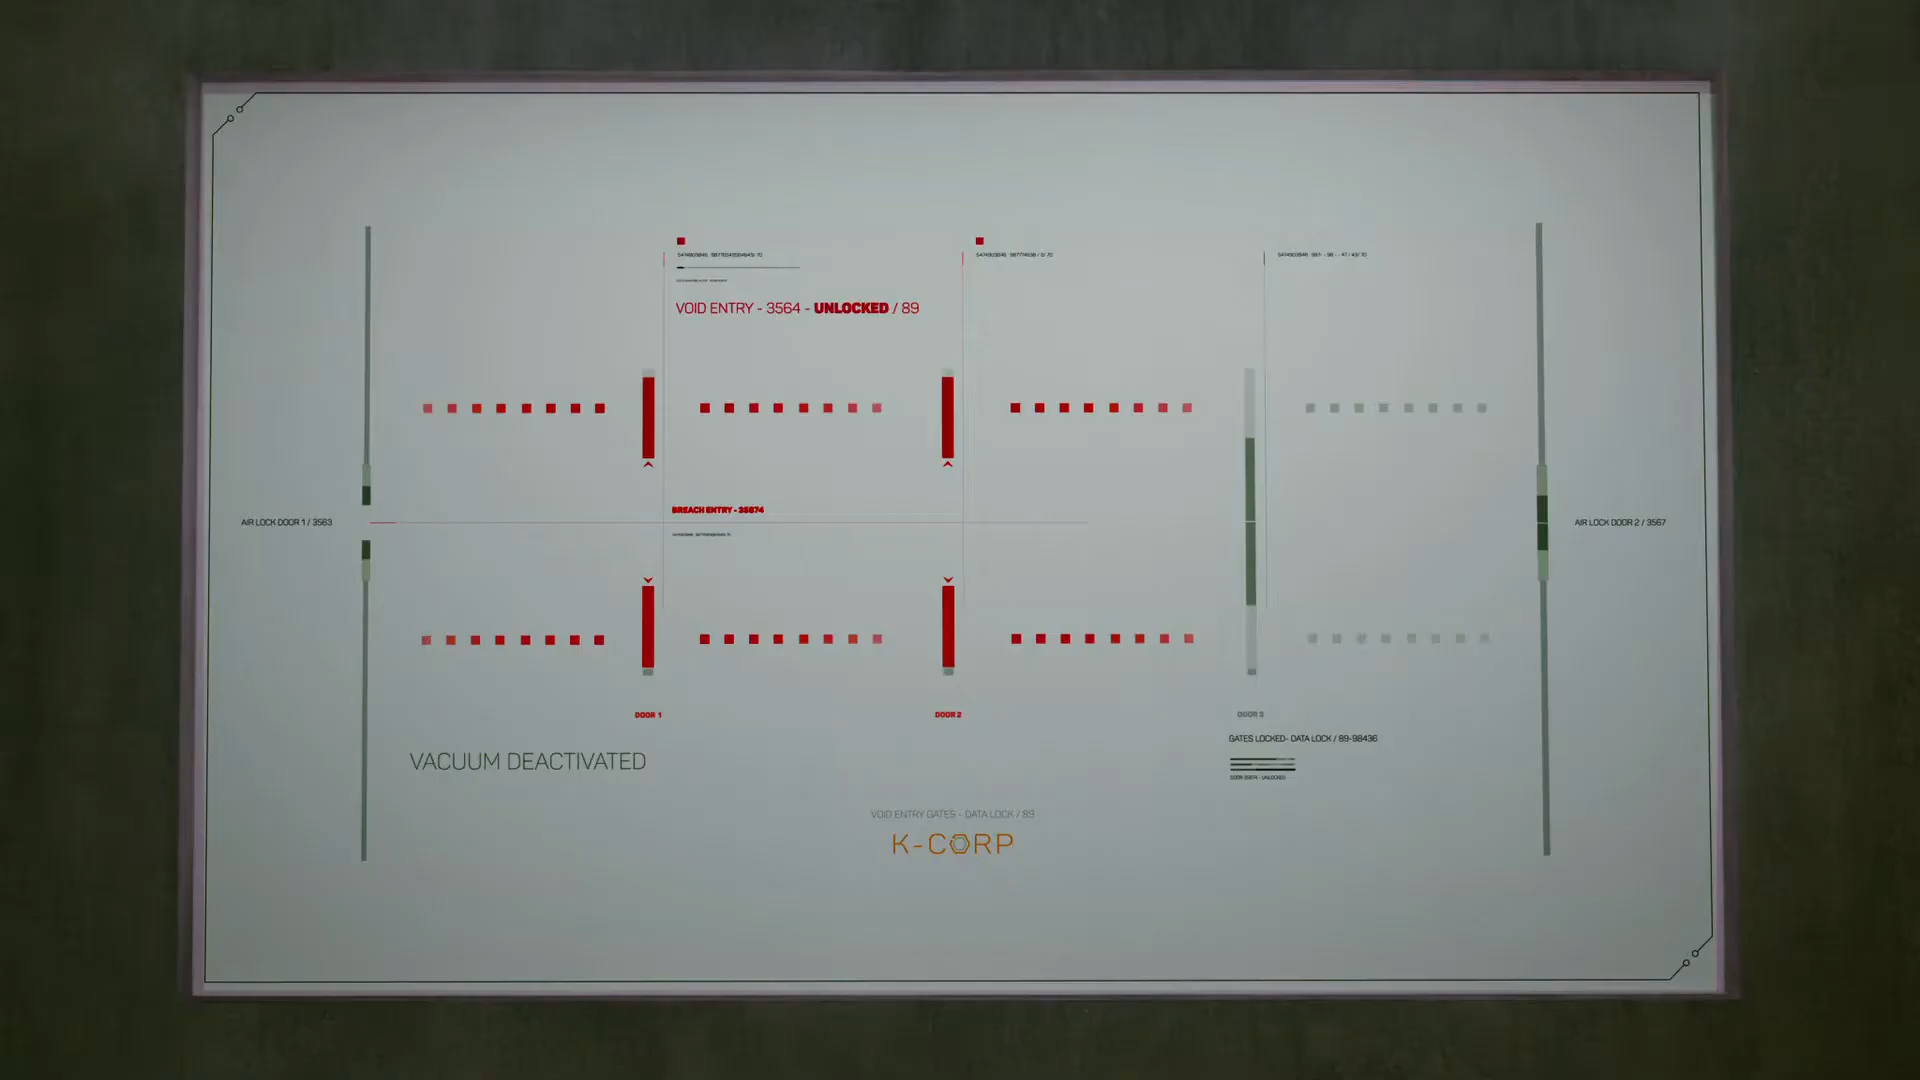 VOID ENTRY - 3564 - UNLOCKED / 89
BREACH ENTRY - 35674
AIR LOCK DOOR 1 / 3563
AIR LOCK DOOR 2 / 3567
DOOR 1
DOOR 2
DOOR 3
GATES LOCKED- DATA LOCK / 89-98436
VACUUM DEACTIVATED
VOID ENTRY GATES - DATA LOCK / 89
K-CORP